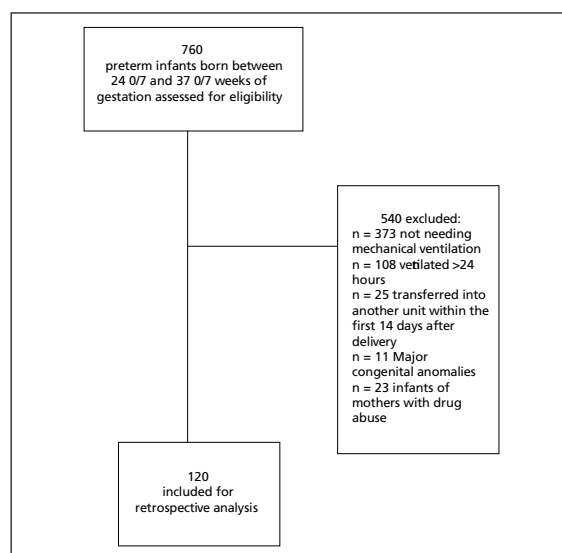 760
preterm infants born between
24 0/7 and 37 0/7 weeks of
gestation assessed for eligibility
540 excluded:
n = 373 not needing
mechanical ventilation
n = 108 ventilated >24
hours
n = 25 transferred into
another unit within the
first 14 days after
delivery
n = 11 Major
congenital anomalies
n = 23 infants of
mothers with drug
abuse
120
included for
retrospective analysis